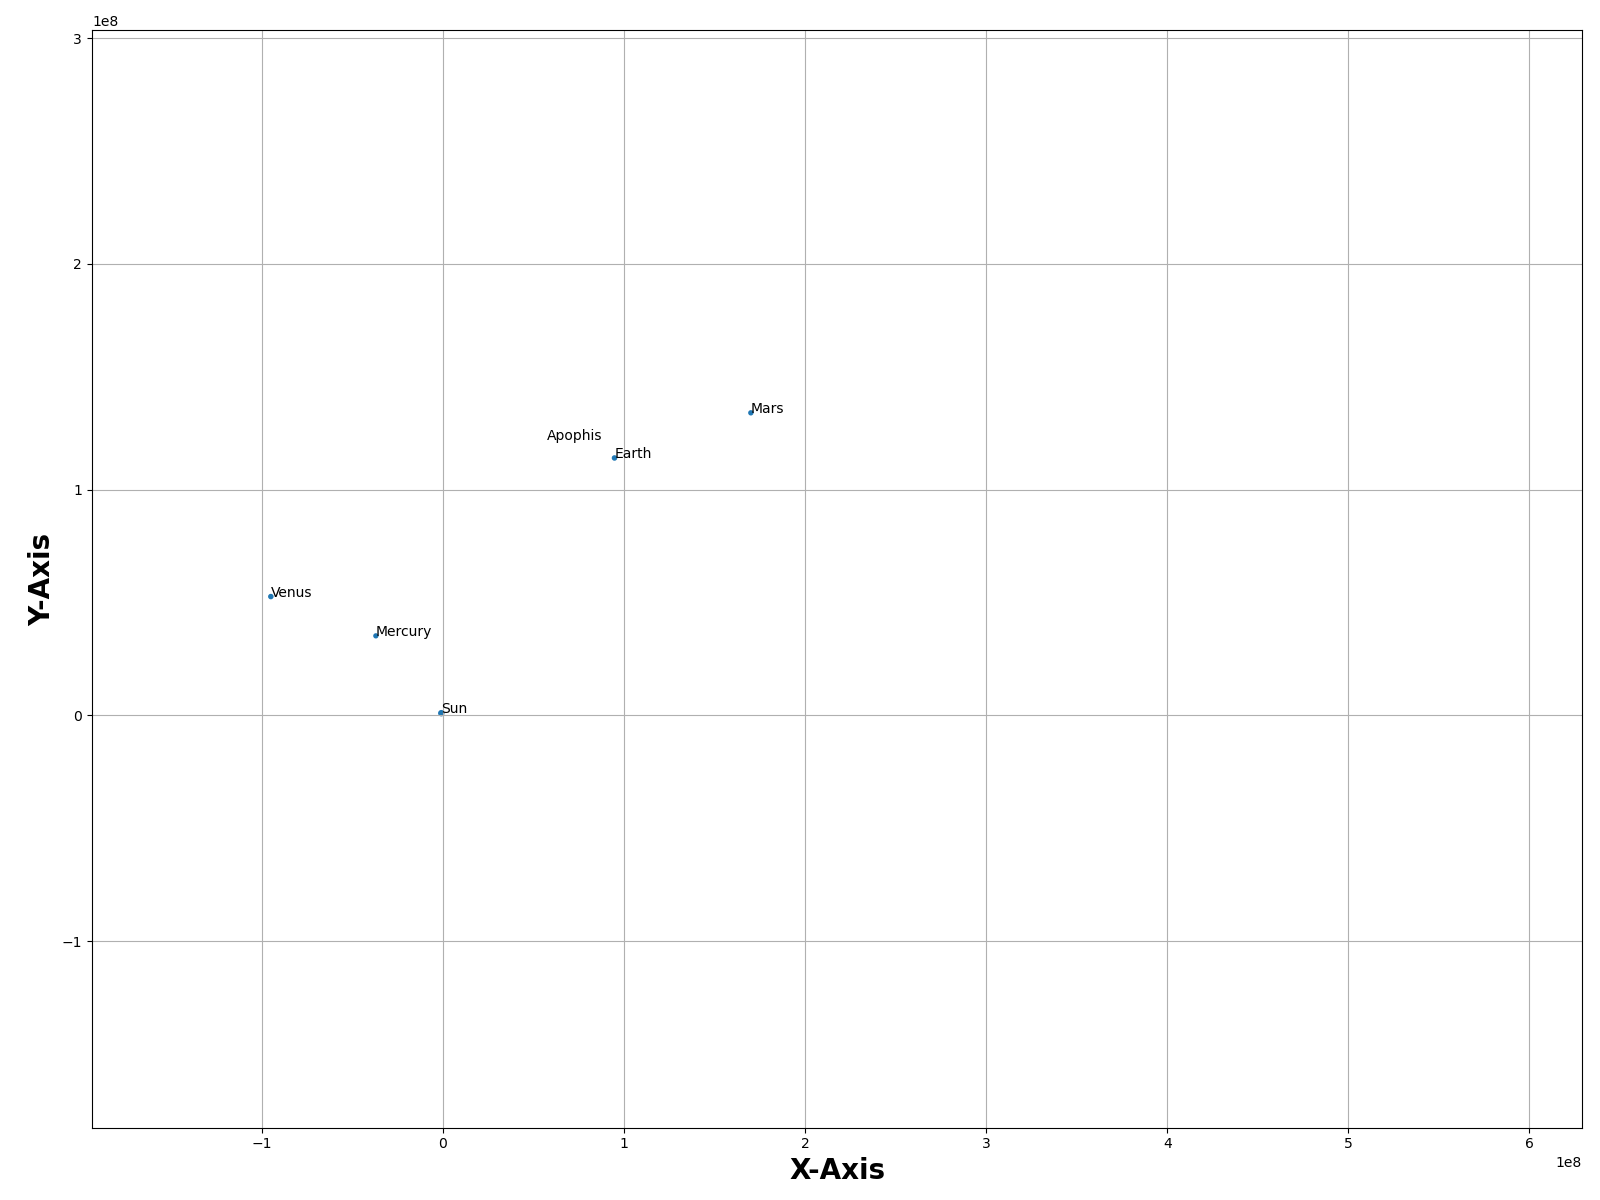 1e8
3
2
1
0
−1
Mars
Apophis
Earth
Venus
Mercury
Sun
Y-Axis
−1 0 1 2 3 4 5 6
1e8
X-Axis